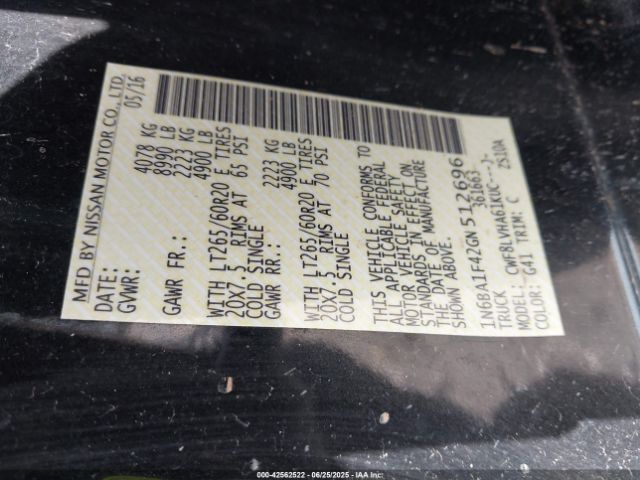 MFD BY NISSAN MOTOR CO., LTD.
DATE: 05/16
GVWR: 4078 KG
8990 LB
GAWR FR.: 2223 KG
4900 LB
WITH LT265/60R20 E TIRES
20X7.5 RIMS AT 65 PSI
COLD SINGLE
GAWR RR.: 2223 KG
4900 LB
WITH LT265/60R20 E TIRES
20X7.5 RIMS AT 70 PSI
COLD SINGLE
THIS VEHICLE CONFORMS TO
ALL APPLICABLE FEDERAL
MOTOR VEHICLE SAFETY
STANDARDS IN EFFECT ON
THE DATE OF MANUFACTURE
SHOWN ABOVE.
1N6BA1F42GN512696
TRUCK 361663
MODEL: CWFBLVHA61KUC---J-
COLOR: G41 TRIM: C ZS1DA
000-42562522 - 06/25/2025 - IAA Inc.